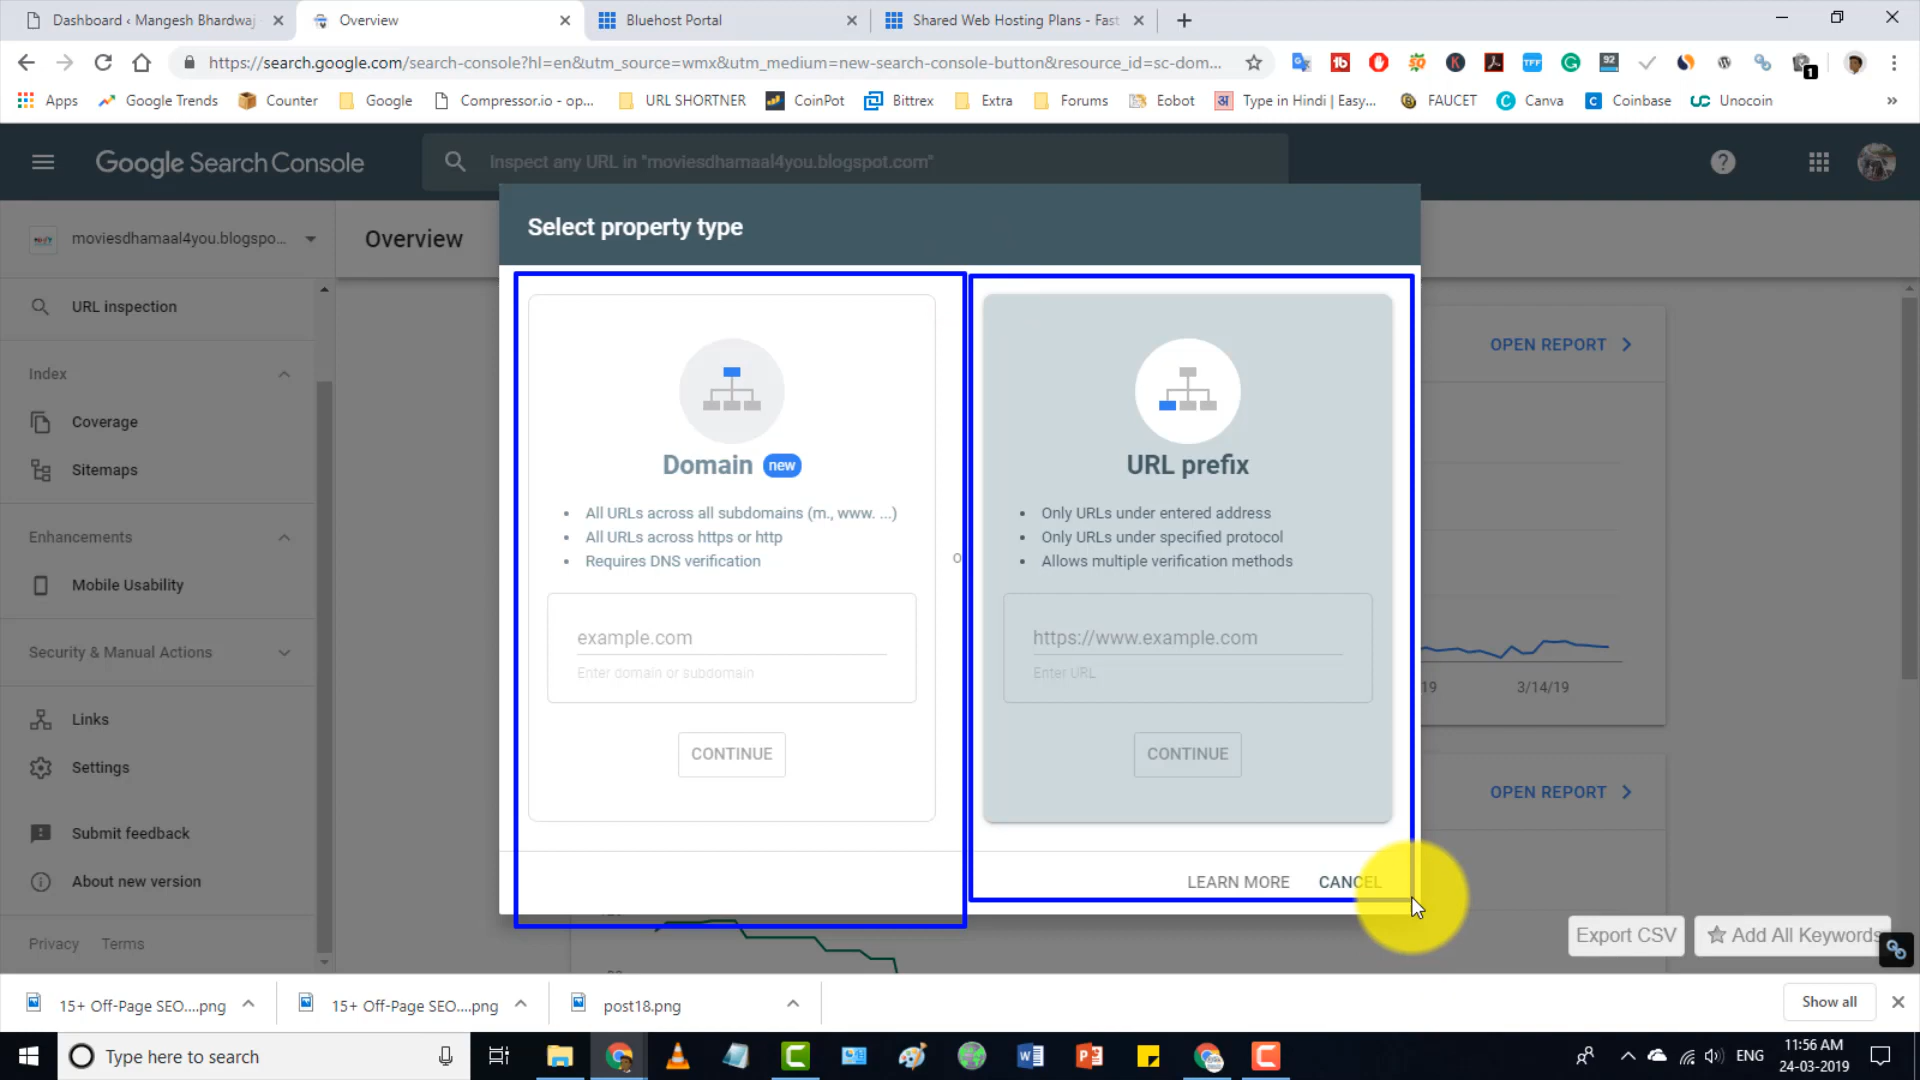 Dashboard ‹ Mangesh Bhardwaj
Overview
Bluehost Portal
Shared Web Hosting Plans - Fast
https://search.google.com/search-console?hl=en&utm_source=wmx&utm_medium=new-search-console-button&resource_id=sc-dom...
Apps
Google Trends
Counter
Google
Compressor.io - op...
URL SHORTNER
CoinPot
Bittrex
Extra
Forums
Eobot
Type in Hindi | Easy...
FAUCET
Canva
Coinbase
Unocoin
Google Search Console
Inspect any URL in "moviesdhamaal4you.blogspot.com"
moviesdhamaal4you.blogspo...
Overview
URL inspection
Index
Coverage
Sitemaps
Enhancements
Mobile Usability
Security & Manual Actions
Links
Settings
Submit feedback
About new version
Privacy
Terms
Select property type
Domain new
All URLs across all subdomains (m., www. ...)
All URLs across https or http
Requires DNS verification
example.com
Enter domain or subdomain
CONTINUE
URL prefix
Only URLs under entered address
Only URLs under specified protocol
Allows multiple verification methods
https://www.example.com
Enter URL
CONTINUE
LEARN MORE
CANCEL
OPEN REPORT
3/14/19
OPEN REPORT
Export CSV
Add All Keywords
15+ Off-Page SEO....png
15+ Off-Page SEO....png
post18.png
Show all
Type here to search
ENG
11:56 AM
24-03-2019